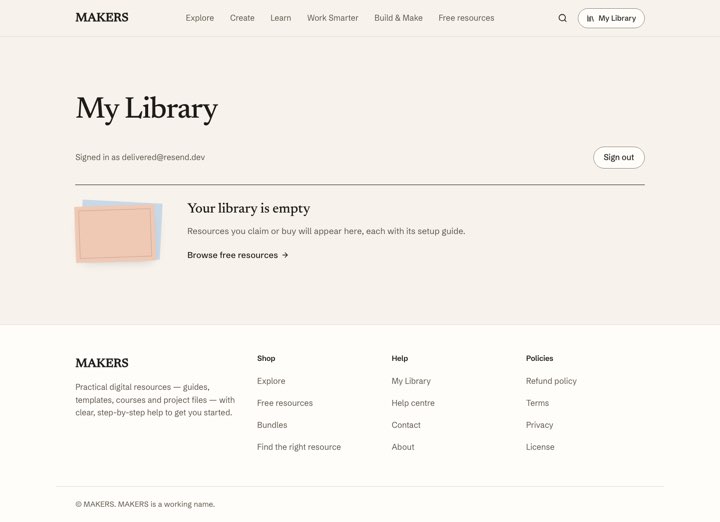 MAKERS
Explore
Create
Learn
Work Smarter
Build & Make
Free resources
My Library
My Library
Signed in as delivered@resend.dev
Sign out
Your library is empty
Resources you claim or buy will appear here, each with its setup guide.
Browse free resources →
MAKERS
Practical digital resources — guides,
templates, courses and project files — with
clear, step-by-step help to get you started.
Shop
Explore
Free resources
Bundles
Find the right resource
Help
My Library
Help centre
Contact
About
Policies
Refund policy
Terms
Privacy
License
© MAKERS. MAKERS is a working name.